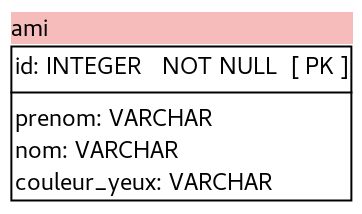 ami
id: INTEGER NOT NULL [ PK ]
prenom: VARCHAR
nom: VARCHAR
couleur_yeux: VARCHAR